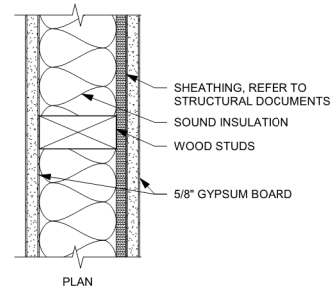 SHEATHING, REFER TO
STRUCTURAL DOCUMENTS
SOUND INSULATION
WOOD STUDS
5/8" GYPSUM BOARD
PLAN